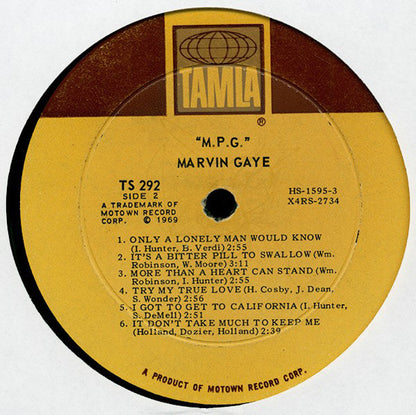 TAMLA
®
"M.P.G."
MARVIN GAYE
TS 292
SIDE 2
A TRADEMARK OF
MOTOWN RECORD
CORP. © 1969
HS-1595-3
X4RS-2734
1. ONLY A LONELY MAN WOULD KNOW
(I. Hunter, B. Verdi) 2:55
2. IT'S A BITTER PILL TO SWALLOW (Wm.
Robinson, W. Moore) 3:11
3. MORE THAN A HEART CAN STAND (Wm.
Robinson, I. Hunter) 2:55
4. TRY MY TRUE LOVE (H. Cosby, J. Dean,
S. Wonder) 2:56
5. I GOT TO GET TO CALIFORNIA (I. Hunter,
S. DeMell) 2:51
6. IT DON'T TAKE MUCH TO KEEP ME
(Holland, Dozier, Holland) 2:39
A PRODUCT OF MOTOWN RECORD CORP.